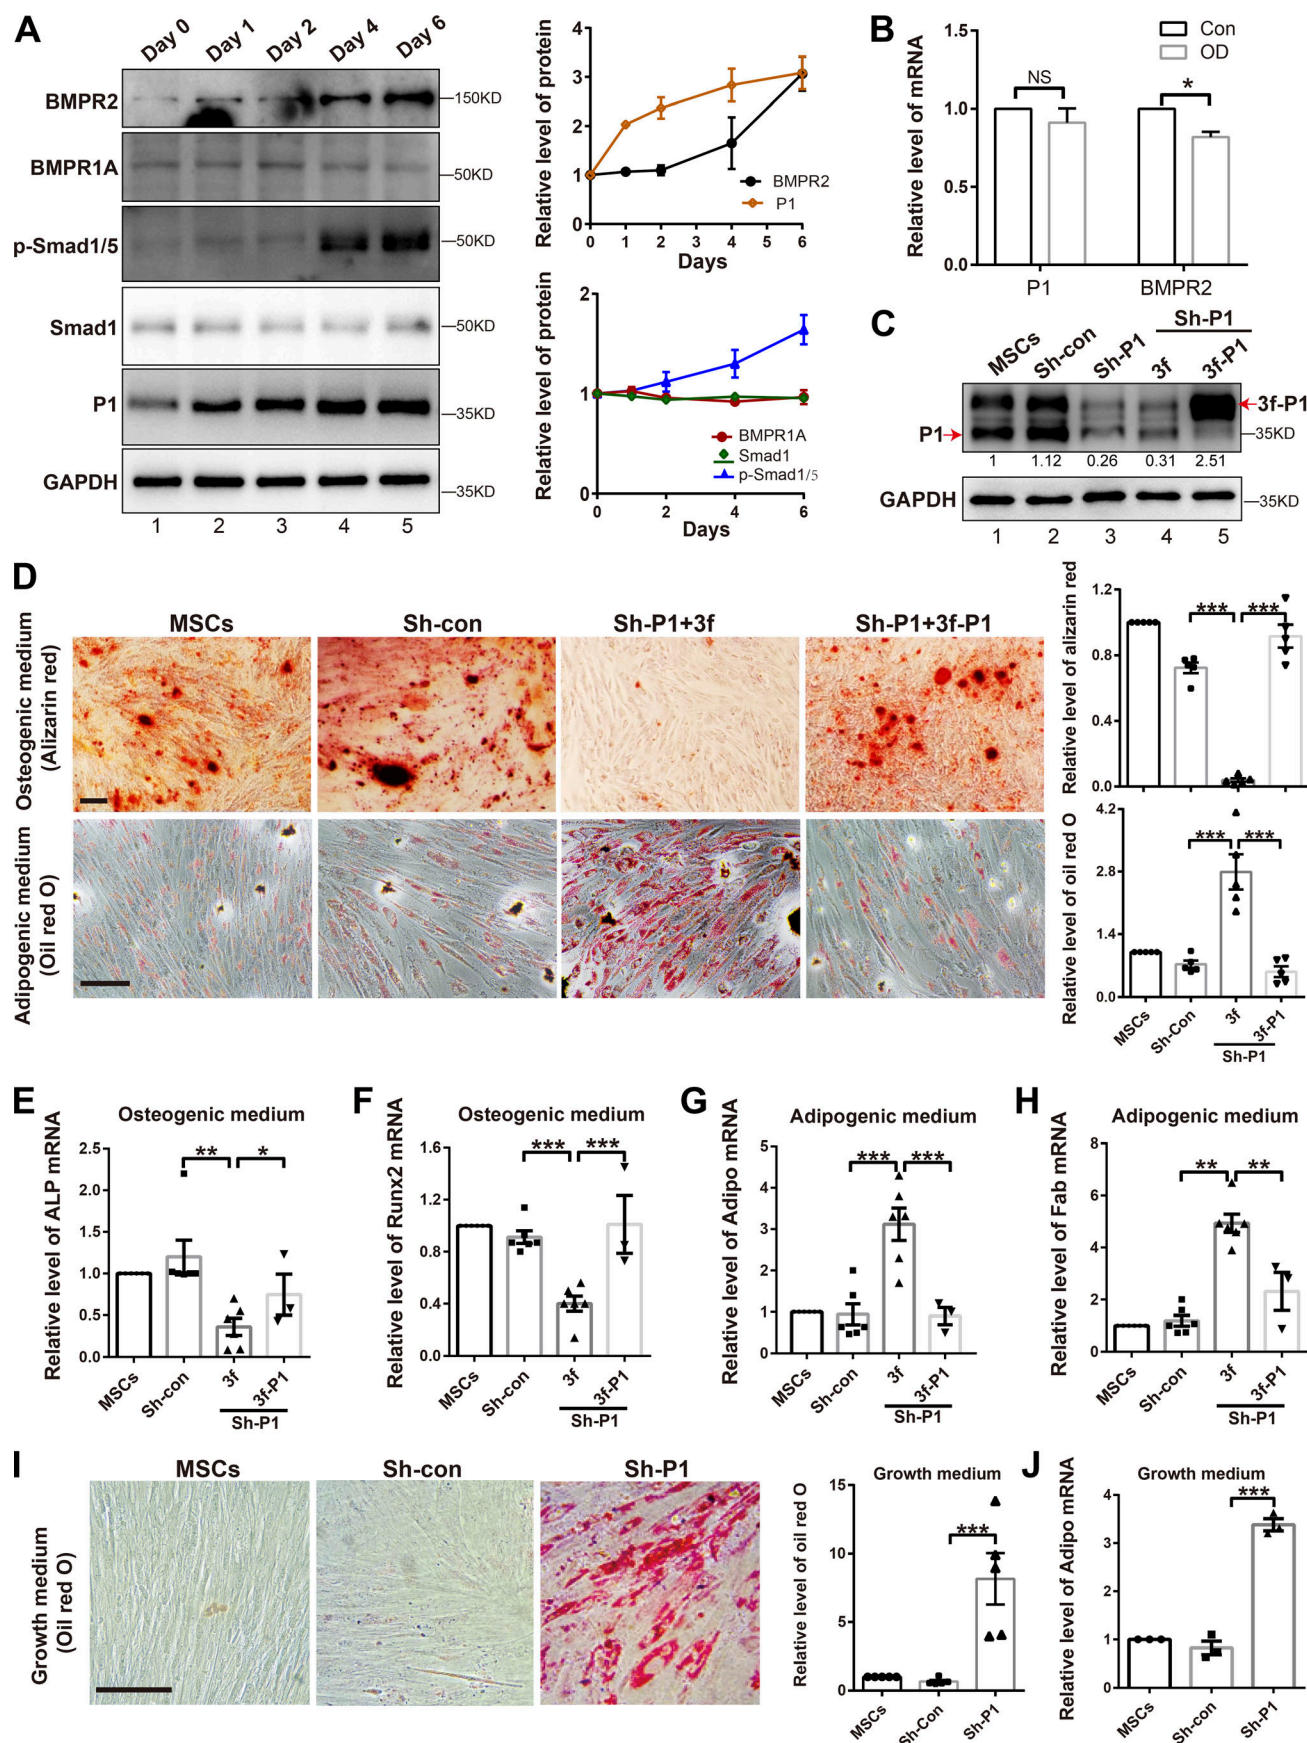 A
Day 0 Day 1 Day 2 Day 4 Day 6
BMPR2
150KD
BMPR1A
50KD
p-Smad1/5
50KD
Smad1
50KD
P1
35KD
GAPDH
35KD
1 2 3 4 5
Relative level of protein
4
3
2
1
0
0 1 2 3 4 5 6
Days
BMPR2
P1
Relative level of protein
2
1
0
0 2 4 6
Days
BMPR1A
Smad1
p-Smad1/5
B
Relative level of mRNA
1.5
1.0
0.5
0.0
Con
OD
NS
*
P1 BMPR2
C
Sh-P1
MSCs Sh-con Sh-P1 3f 3f-P1
3f-P1
P1
35KD
1 1.12 0.26 0.31 2.51
GAPDH
35KD
1 2 3 4 5
D
MSCs Sh-con Sh-P1+3f Sh-P1+3f-P1
Osteogenic medium
(Alizarin red)
Adipogenic medium
(Oil red O)
Relative level of alizarin red
1.2
0.8
0.4
0.0
*** ***
Relative level of oil red O
4.2
2.8
1.4
0.0
*** ***
MSCs Sh-Con 3f 3f-P1
Sh-P1
E
Osteogenic medium
Relative level of ALP mRNA
2.5
2.0
1.5
1.0
0.5
0.0
** *
MSCs Sh-con 3f 3f-P1
Sh-P1
F
Osteogenic medium
Relative level of Runx2 mRNA
1.6
1.2
0.8
0.4
0.0
*** ***
MSCs Sh-con 3f 3f-P1
Sh-P1
G
Adipogenic medium
Relative level of Adipo mRNA
5
4
3
2
1
0
*** ***
MSCs Sh-con 3f 3f-P1
Sh-P1
H
Adipogenic medium
Relative level of Fab mRNA
8
6
4
2
0
** **
MSCs Sh-con 3f 3f-P1
Sh-P1
I
MSCs Sh-con Sh-P1
Growth medium
(Oil red O)
Growth medium
Relative level of oil red O
15
10
5
0
***
MSCs Sh-Con Sh-P1
J
Growth medium
Relative level of Adipo mRNA
4
3
2
1
0
***
MSCs Sh-con Sh-P1